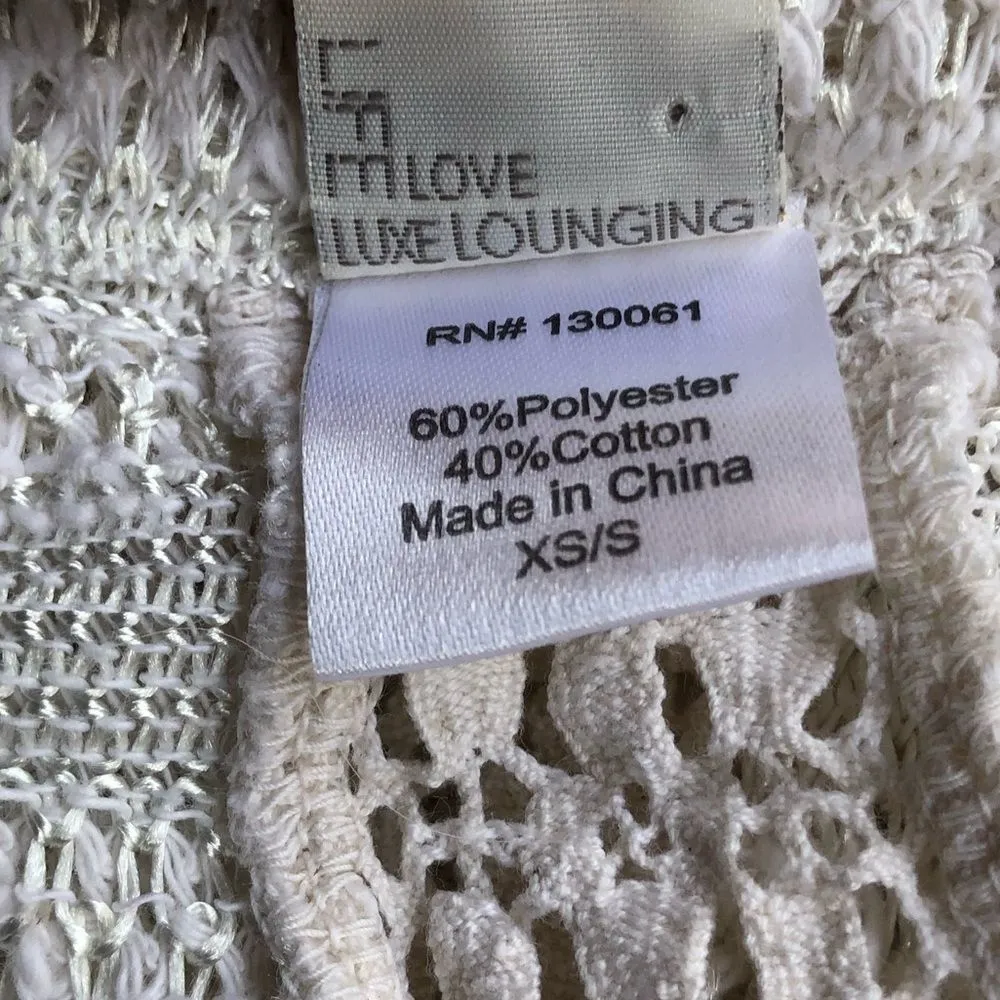 LOVE
LUXE LOUNGING
RN# 130061
60%Polyester
40%Cotton
Made in China
XS/S